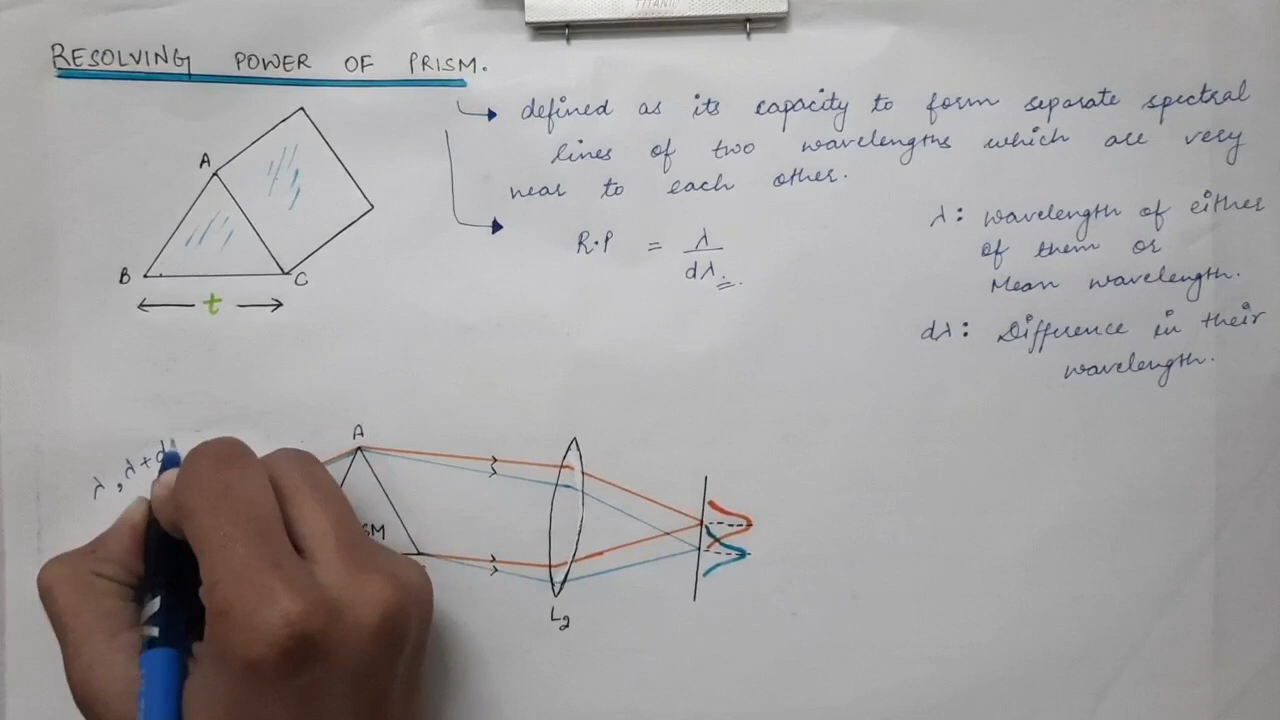 TITANIC
RESOLVING POWER OF PRISM.
defined as its capacity to form separate spectral
lines of two wavelengths which are very
near to each other.
R.P = λ/dλ.
λ: wavelength of either
of them or
Mean wavelength.
dλ: Difference in their
wavelength.
A
B
C
t
λ, λ+d
A
SM
L2